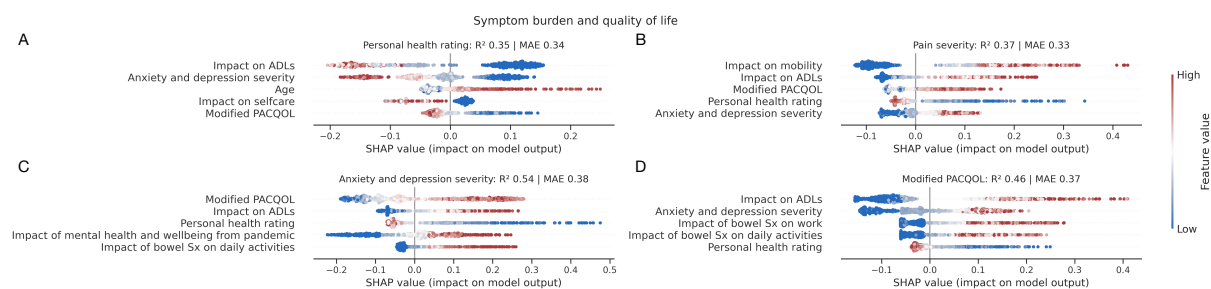 Symptom burden and quality of life
A
Personal health rating: R² 0.35 | MAE 0.34
Impact on ADLs
Anxiety and depression severity
Age
Impact on selfcare
Modified PACQOL
−0.2 −0.1 0.0 0.1 0.2
SHAP value (impact on model output)
B
Pain severity: R² 0.37 | MAE 0.33
Impact on mobility
Impact on ADLs
Modified PACQOL
Personal health rating
Anxiety and depression severity
−0.1 0.0 0.1 0.2 0.3 0.4
SHAP value (impact on model output)
C
Anxiety and depression severity: R² 0.54 | MAE 0.38
Modified PACQOL
Impact on ADLs
Personal health rating
Impact of mental health and wellbeing from pandemic
Impact of bowel Sx on daily activities
−0.2 −0.1 0.0 0.1 0.2 0.3 0.4 0.5
SHAP value (impact on model output)
D
Modified PACQOL: R² 0.46 | MAE 0.37
Impact on ADLs
Anxiety and depression severity
Impact of bowel Sx on work
Impact of bowel Sx on daily activities
Personal health rating
−0.1 0.0 0.1 0.2 0.3 0.4
SHAP value (impact on model output)
High
Feature value
Low